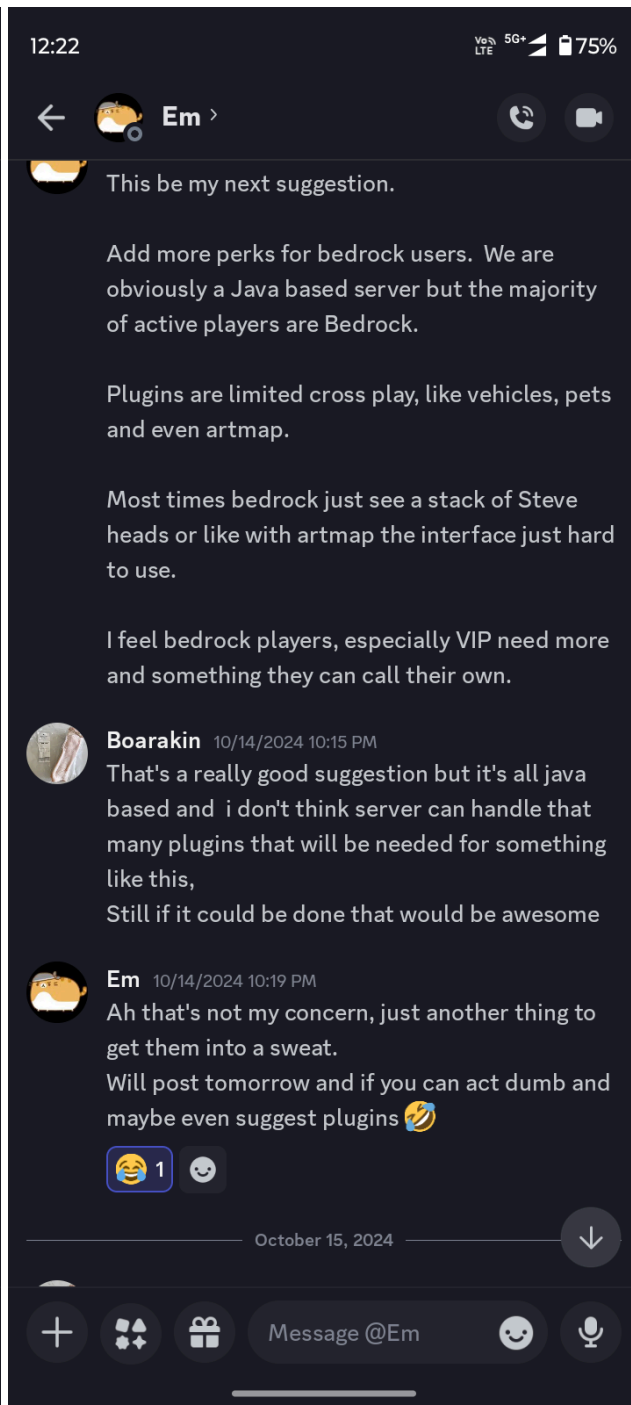 12:22
Vo LTE 5G+ 75%
Em
This be my next suggestion.
Add more perks for bedrock users. We are
obviously a Java based server but the majority
of active players are Bedrock.
Plugins are limited cross play, like vehicles, pets
and even artmap.
Most times bedrock just see a stack of Steve
heads or like with artmap the interface just hard
to use.
I feel bedrock players, especially VIP need more
and something they can call their own.
Boarakin 10/14/2024 10:15 PM
That's a really good suggestion but it's all java
based and i don't think server can handle that
many plugins that will be needed for something
like this,
Still if it could be done that would be awesome
Em 10/14/2024 10:19 PM
Ah that's not my concern, just another thing to
get them into a sweat.
Will post tomorrow and if you can act dumb and
maybe even suggest plugins 🤣
😂 1
October 15, 2024
Message @Em